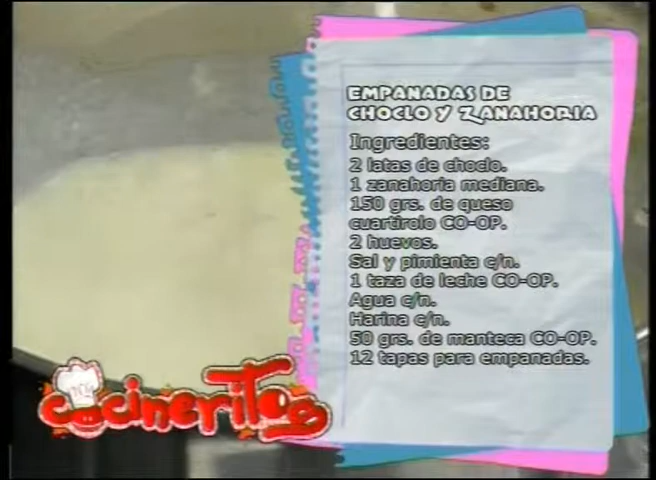 EMPANADAS DE
CHOCLO Y ZANAHORIA
Ingredientes:
2 latas de choclo.
1 zanahoria mediana.
150 grs. de queso
cuartirolo CO-OP.
2 huevos.
Sal y pimienta c/n.
1 taza de leche CO-OP.
Agua c/n.
Harina c/n.
50 grs. de manteca CO-OP.
12 tapas para empanadas.
cocineritos